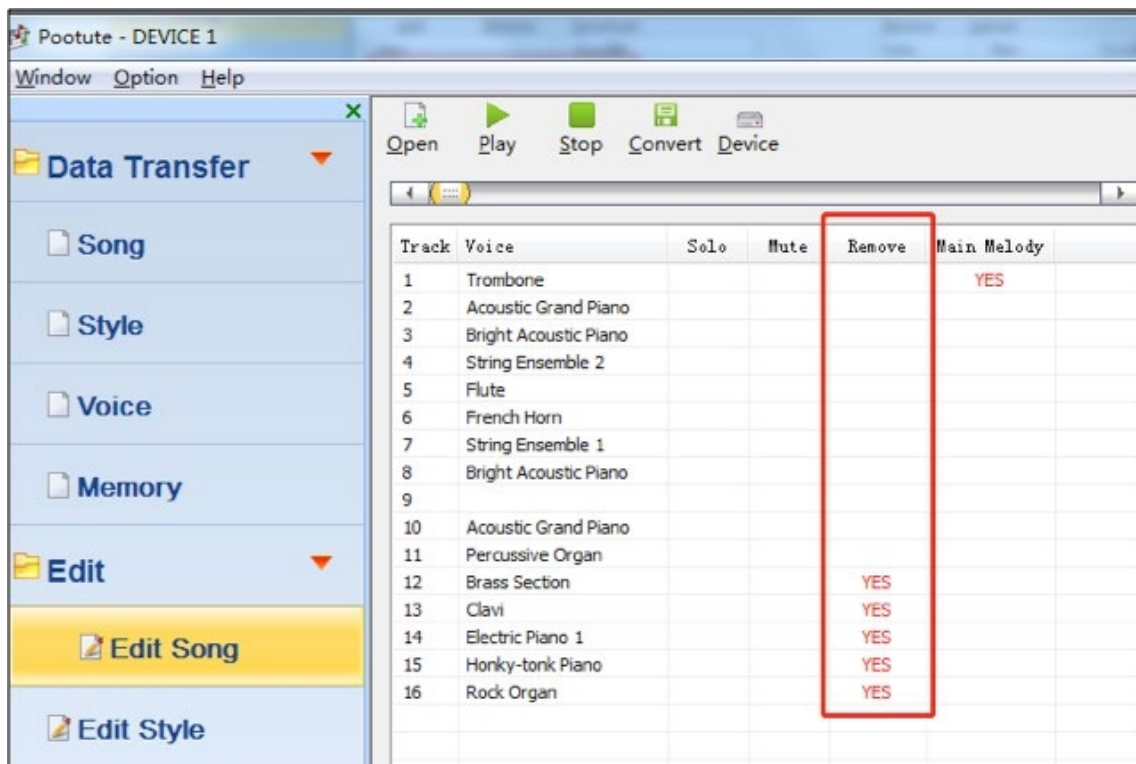 Pootute - DEVICE 1
Window Option Help
Data Transfer
Song
Style
Voice
Memory
Edit
Edit Song
Edit Style
Open Play Stop Convert Device
Track Voice Solo Mute Remove Main Melody
1 Trombone YES
2 Acoustic Grand Piano
3 Bright Acoustic Piano
4 String Ensemble 2
5 Flute
6 French Horn
7 String Ensemble 1
8 Bright Acoustic Piano
9
10 Acoustic Grand Piano
11 Percussive Organ
12 Brass Section YES
13 Clavi YES
14 Electric Piano 1 YES
15 Honky-tonk Piano YES
16 Rock Organ YES